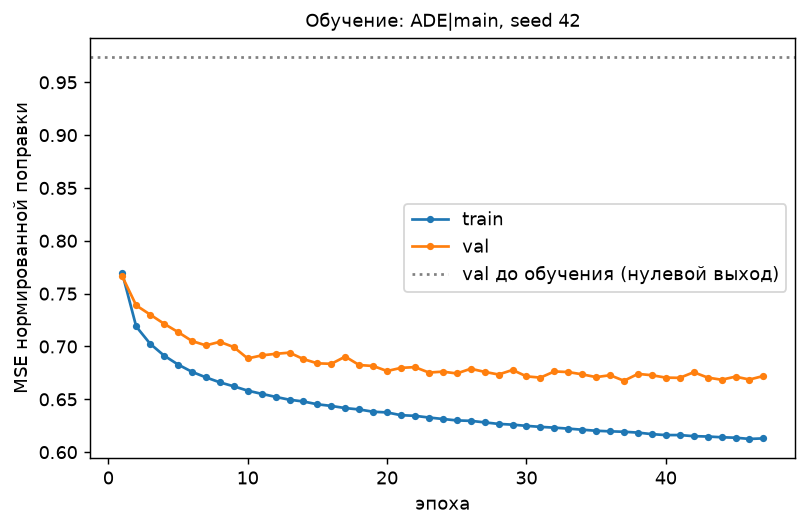 Обучение: ADE|main, seed 42
MSE нормированной поправки
0.95
0.90
0.85
0.80
0.75
0.70
0.65
0.60
train
val
val до обучения (нулевой выход)
0 10 20 30 40
эпоха